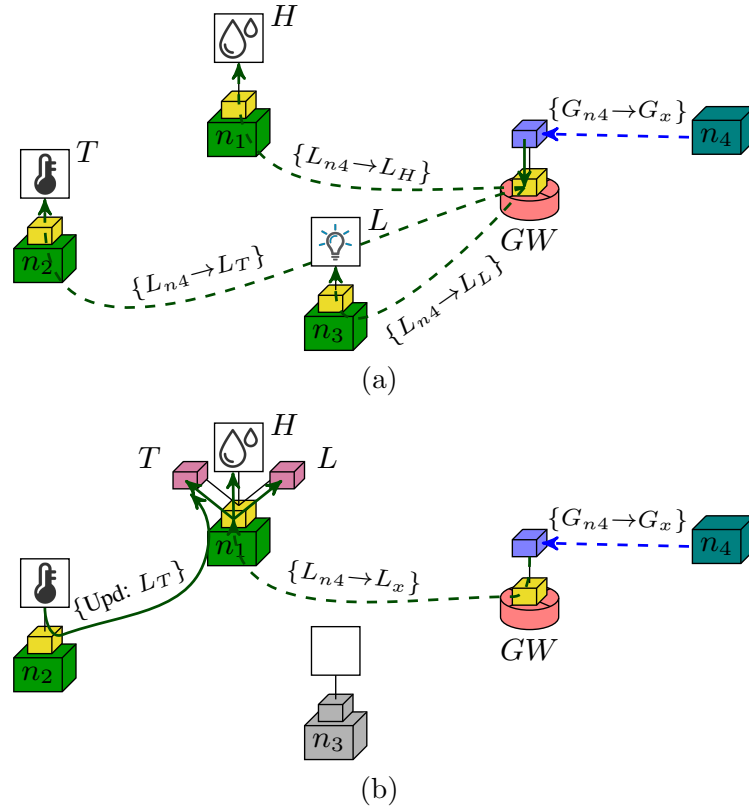 H
n1
{Gn4→Gx}
n4
T
{Ln4→LH}
n2
L
GW
{Ln4→LT}
n3
{Ln4→LL}
(a)
H
T
L
n1
{Gn4→Gx}
n4
{Upd: LT}
{Ln4→Lx}
n2
GW
n3
(b)